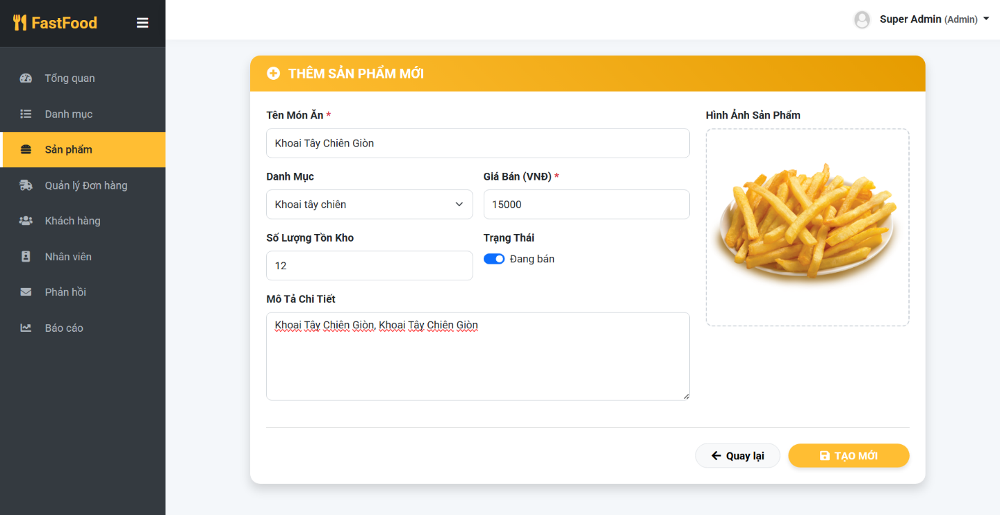 FastFood
Super Admin (Admin)
Tổng quan
Danh mục
Sản phẩm
Quản lý Đơn hàng
Khách hàng
Nhân viên
Phản hồi
Báo cáo
THÊM SẢN PHẨM MỚI
Tên Món Ăn *
Khoai Tây Chiên Giòn
Danh Mục
Giá Bán (VNĐ) *
Khoai tây chiên
15000
Số Lượng Tồn Kho
Trạng Thái
12
Đang bán
Mô Tả Chi Tiết
Khoai Tây Chiên Giòn, Khoai Tây Chiên Giòn
Hình Ảnh Sản Phẩm
Quay lại
TẠO MỚI